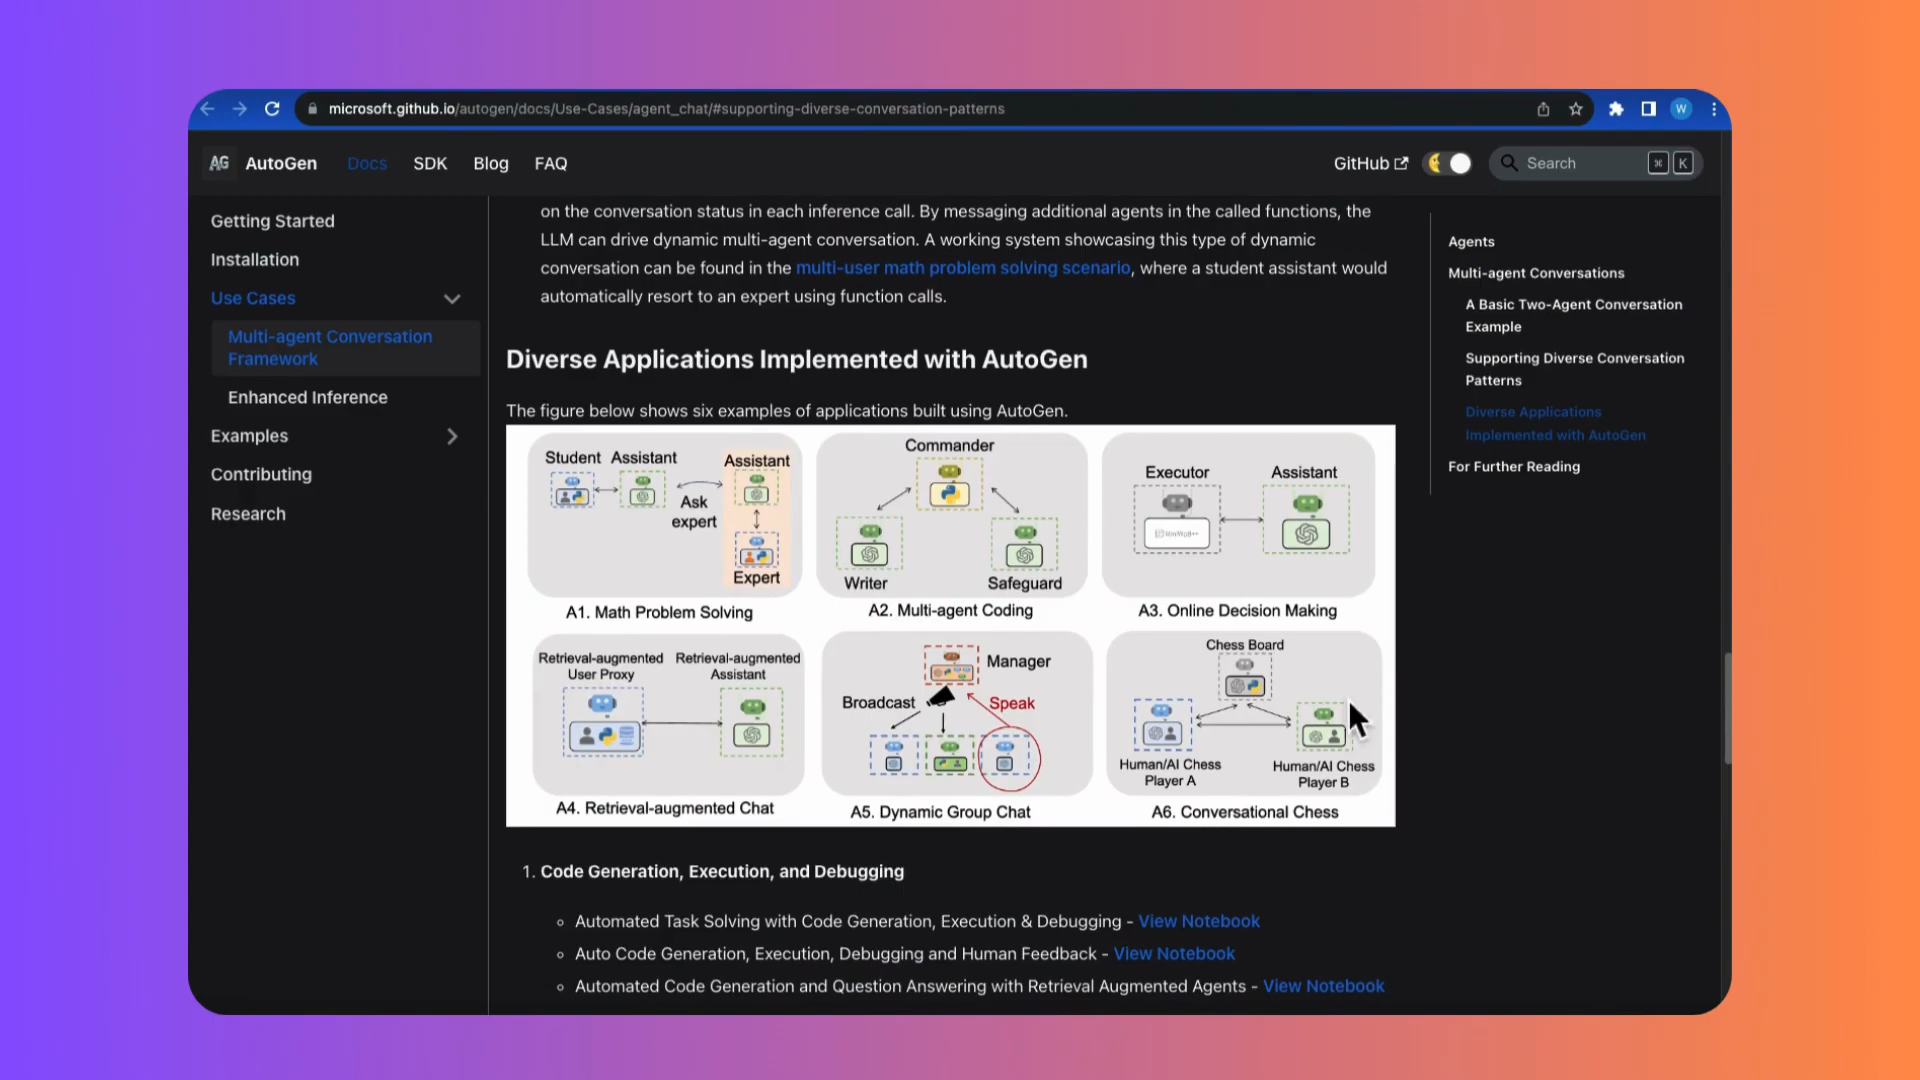 microsoft.github.io/autogen/docs/Use-Cases/agent_chat/#supporting-diverse-conversation-patterns
W
AG AutoGen Docs SDK Blog FAQ
GitHub
Search ⌘ K
Getting Started
Installation
Use Cases
Multi-agent Conversation
Framework
Enhanced Inference
Examples
Contributing
Research
on the conversation status in each inference call. By messaging additional agents in the called functions, the
LLM can drive dynamic multi-agent conversation. A working system showcasing this type of dynamic
conversation can be found in the multi-user math problem solving scenario, where a student assistant would
automatically resort to an expert using function calls.
Diverse Applications Implemented with AutoGen
The figure below shows six examples of applications built using AutoGen.
Student Assistant
Assistant
Ask
expert
Expert
A1. Math Problem Solving
Commander
Writer
Safeguard
A2. Multi-agent Coding
Executor
Assistant
MiniWoB++
A3. Online Decision Making
Retrieval-augmented
User Proxy
Retrieval-augmented
Assistant
A4. Retrieval-augmented Chat
Manager
Broadcast
Speak
A5. Dynamic Group Chat
Chess Board
Human/AI Chess
Player A
Human/AI Chess
Player B
A6. Conversational Chess
1. Code Generation, Execution, and Debugging
Automated Task Solving with Code Generation, Execution & Debugging - View Notebook
Auto Code Generation, Execution, Debugging and Human Feedback - View Notebook
Automated Code Generation and Question Answering with Retrieval Augmented Agents - View Notebook
Agents
Multi-agent Conversations
A Basic Two-Agent Conversation
Example
Supporting Diverse Conversation
Patterns
Diverse Applications
Implemented with AutoGen
For Further Reading